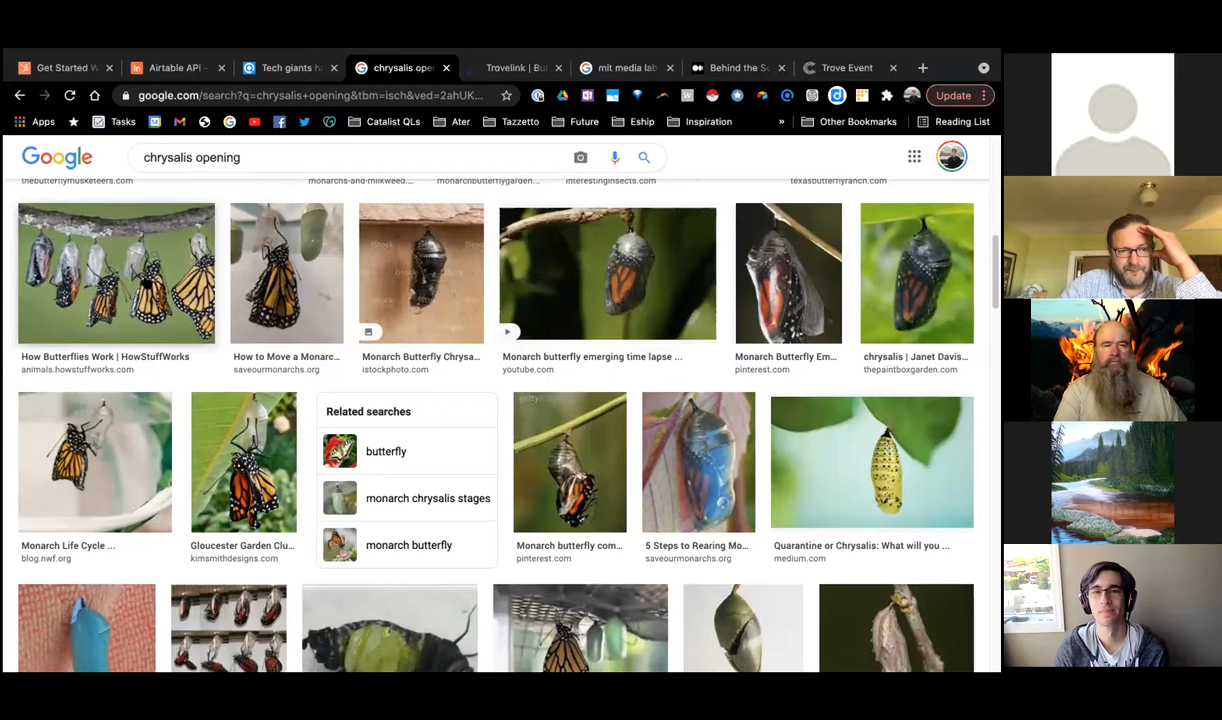 Get Started W
Airtable API -
Tech giants h
chrysalis oper
Trovelink | Bu
mit media lab
Behind the Sc
Trove Event
google.com/search?q=chrysalis+opening&tbm=isch&ved=2ahUK...
Update
Apps
Tasks
Catalist QLs
Ater
Tazzetto
Future
Eship
Inspiration
»
Other Bookmarks
Reading List
Google
chrysalis opening
thebutterflymusketeers.com
monarchs-and-milkweed....
monarchbutterflygarden....
interestinginsects.com
texasbutterflyranch.com
How Butterflies Work | HowStuffWorks
animals.howstuffworks.com
How to Move a Monarc...
saveourmonarchs.org
Monarch Butterfly Chrysa...
istockphoto.com
Monarch butterfly emerging time lapse ...
youtube.com
Monarch Butterfly Em...
pinterest.com
chrysalis | Janet Davis...
thepaintboxgarden.com
Related searches
butterfly
monarch chrysalis stages
monarch butterfly
Monarch Life Cycle ...
blog.nwf.org
Gloucester Garden Clu...
kimsmithdesigns.com
Monarch butterfly com...
pinterest.com
5 Steps to Rearing Mo...
saveourmonarchs.org
Quarantine or Chrysalis: What will you ...
medium.com